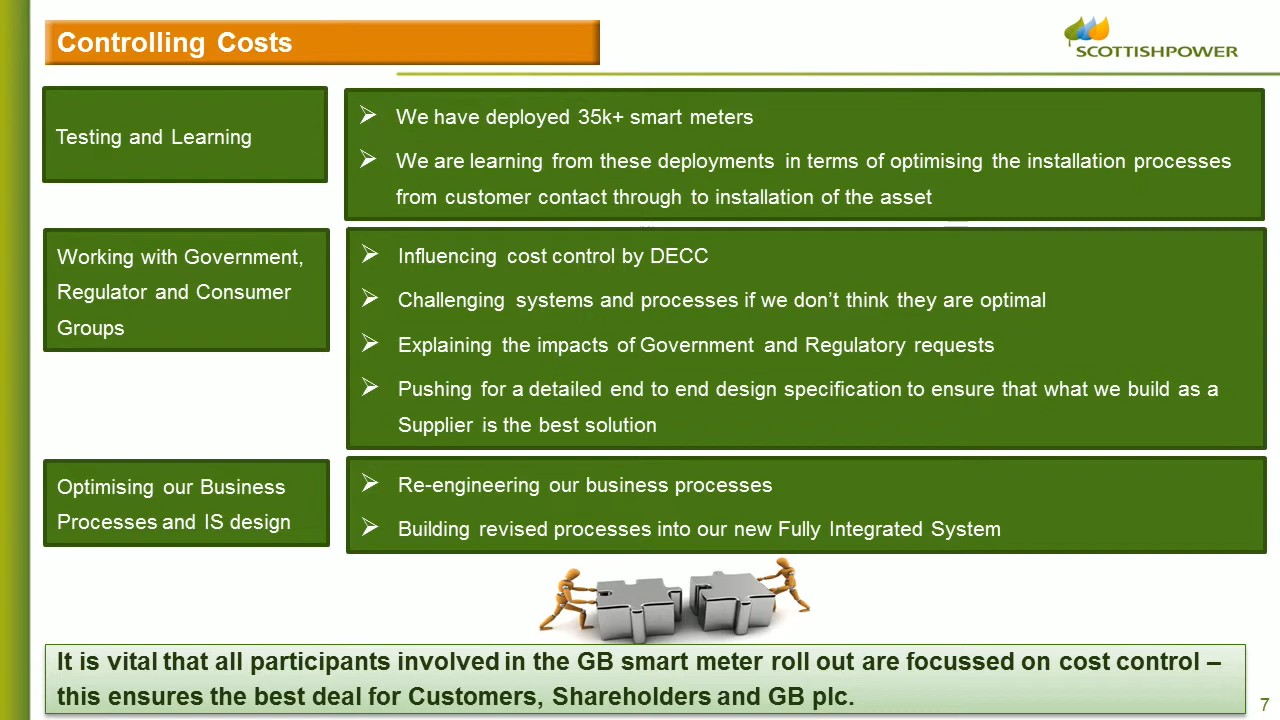 Controlling Costs
SCOTTISHPOWER
Testing and Learning
We have deployed 35k+ smart meters
We are learning from these deployments in terms of optimising the installation processes
from customer contact through to installation of the asset
Working with Government,
Regulator and Consumer
Groups
Influencing cost control by DECC
Challenging systems and processes if we don’t think they are optimal
Explaining the impacts of Government and Regulatory requests
Pushing for a detailed end to end design specification to ensure that what we build as a
Supplier is the best solution
Optimising our Business
Processes and IS design
Re-engineering our business processes
Building revised processes into our new Fully Integrated System
It is vital that all participants involved in the GB smart meter roll out are focussed on cost control –
this ensures the best deal for Customers, Shareholders and GB plc.
7